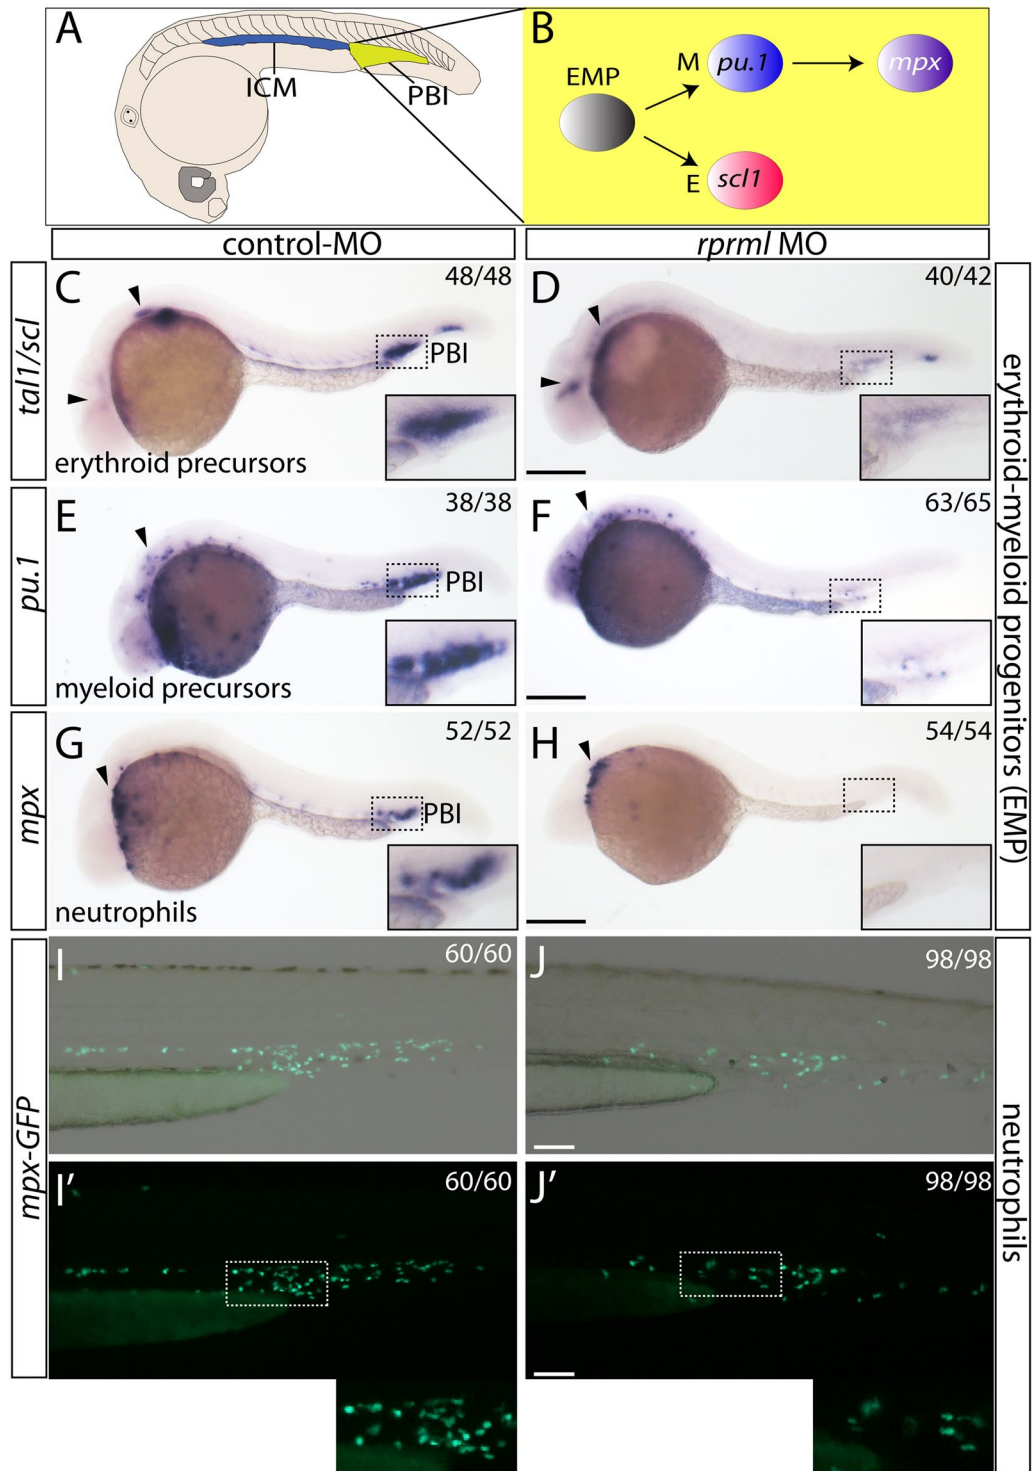 A
ICM
PBI
B
EMP
M
pu.1
mpx
E
scl1
control-MO
rprml MO
tal1/scl
C
48/48
PBI
erythroid precursors
D
40/42
pu.1
E
38/38
PBI
myeloid precursors
F
63/65
mpx
G
52/52
PBI
neutrophils
H
54/54
erythroid-myeloid progenitors (EMP)
mpx-GFP
I
60/60
J
98/98
I’
60/60
J’
98/98
neutrophils